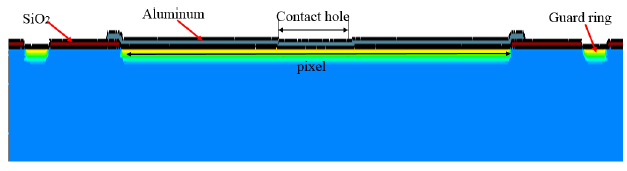 SiO₂
Aluminum
Contact hole
Guard ring
pixel